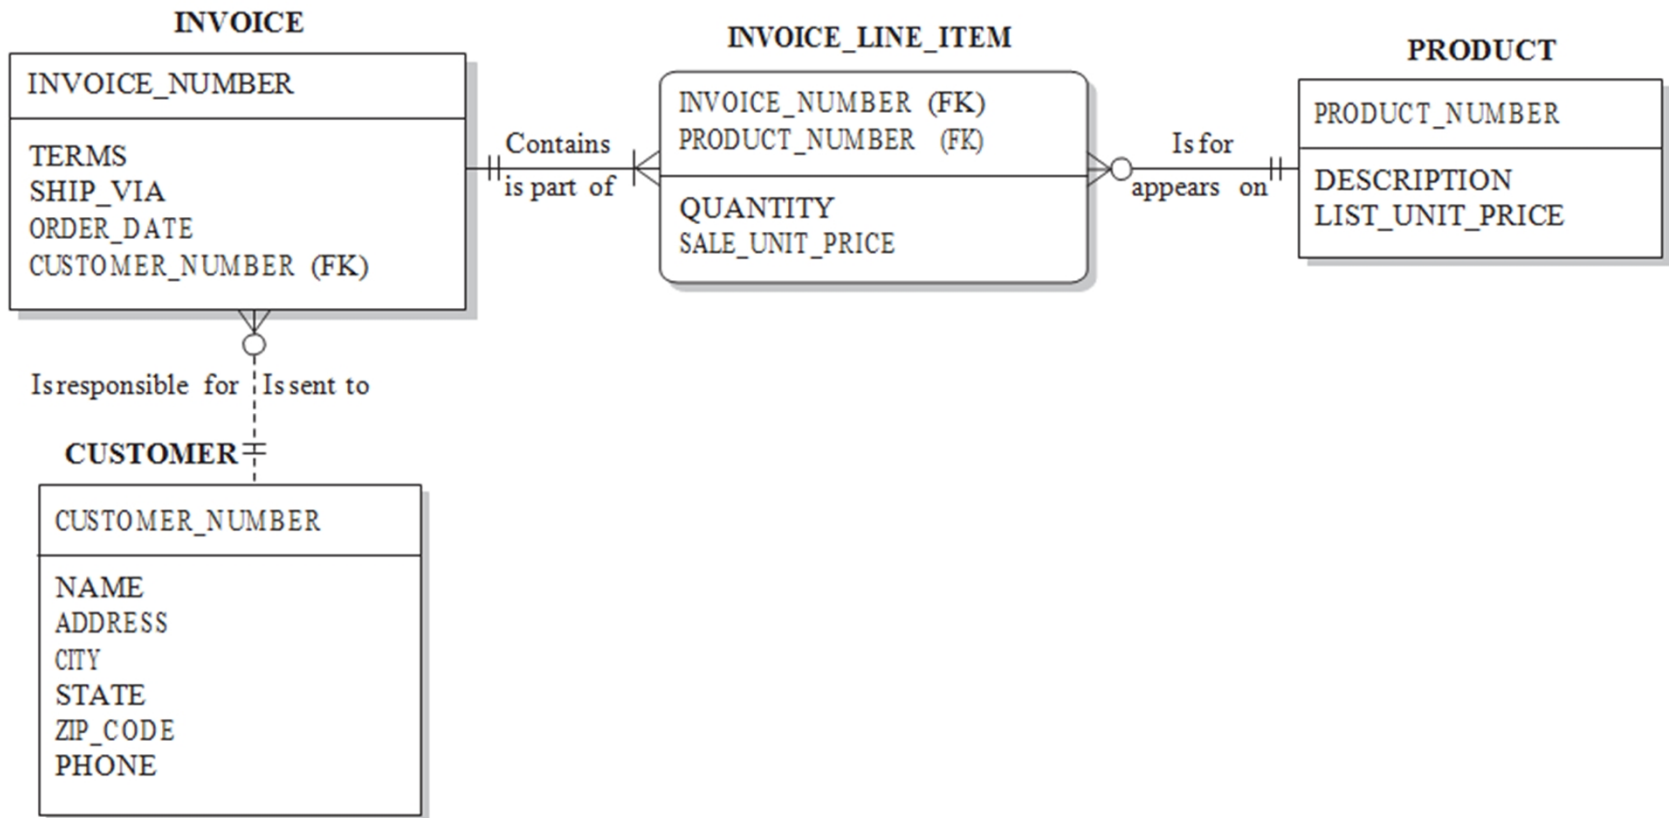 INVOICE
INVOICE_NUMBER
TERMS
SHIP_VIA
ORDER_DATE
CUSTOMER_NUMBER (FK)
Contains
is part of
INVOICE_LINE_ITEM
INVOICE_NUMBER (FK)
PRODUCT_NUMBER (FK)
QUANTITY
SALE_UNIT_PRICE
Is for
appears on
PRODUCT
PRODUCT_NUMBER
DESCRIPTION
LIST_UNIT_PRICE
Is responsible for
Is sent to
CUSTOMER
CUSTOMER_NUMBER
NAME
ADDRESS
CITY
STATE
ZIP_CODE
PHONE